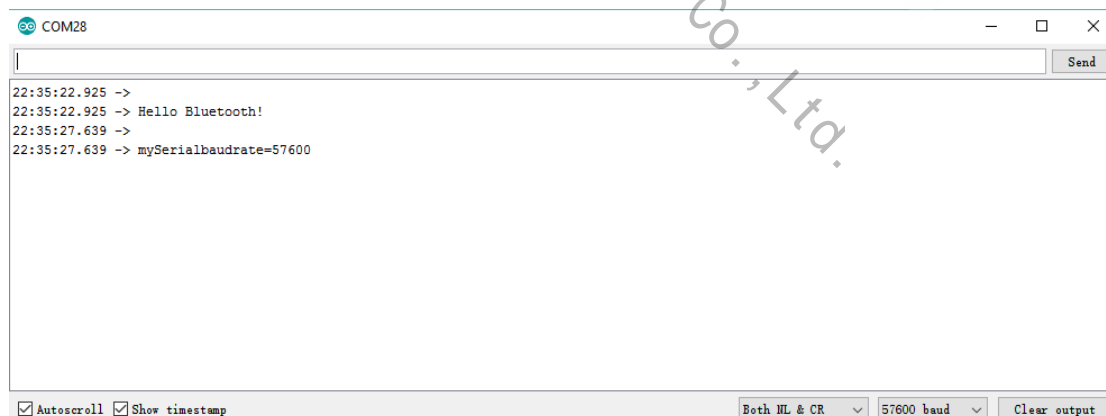 COM28
Co.,Ltd.
Send
22:35:22.925 ->
22:35:22.925 -> Hello Bluetooth!
22:35:27.639 ->
22:35:27.639 -> mySerialbaudrate=57600
Autoscroll Show timestamp Both NL & CR 57600 baud Clear output